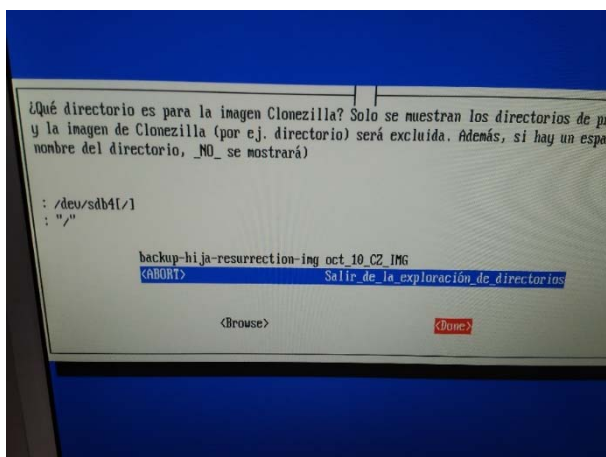 ¿Qué directorio es para la imagen Clonezilla? Solo se muestran los directorios de
y la imagen de Clonezilla (por ej. directorio) será excluida. Además, si hay un
nombre del directorio, _NO_ se mostrará)
: /dev/sdb4[/]
: "/"
backup-hija-resurrection-img oct_10_CZ_IMG
<ABORT> Salir_de_la_exploración_de_directorios
<Browse> <Done>